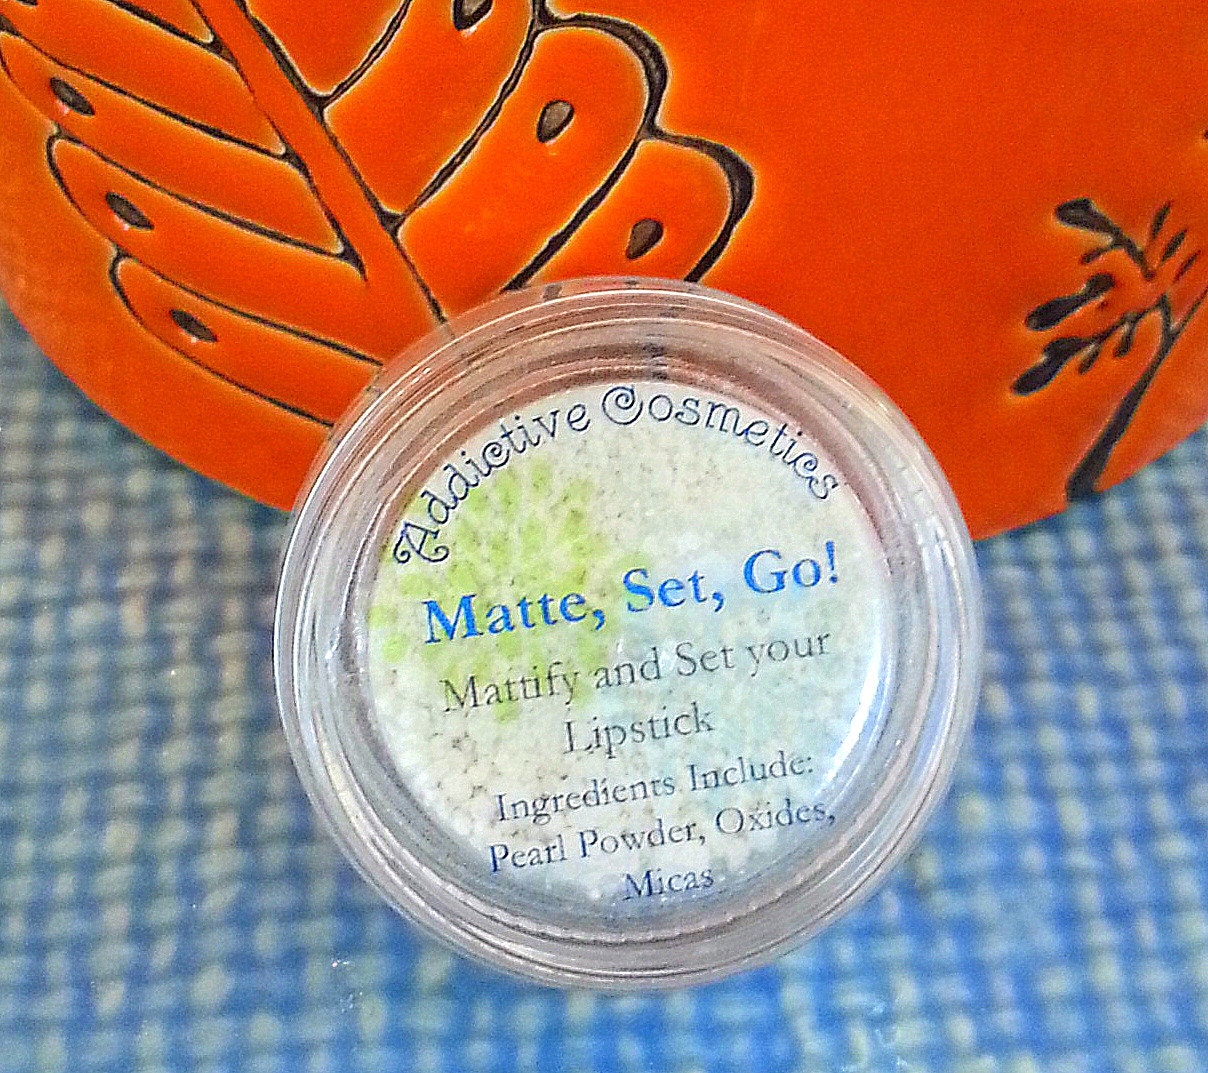 Addictive Cosmetics
Matte, Set, Go!
Mattify and Set your
Lipstick
Ingredients Include:
Pearl Powder, Oxides,
Micas